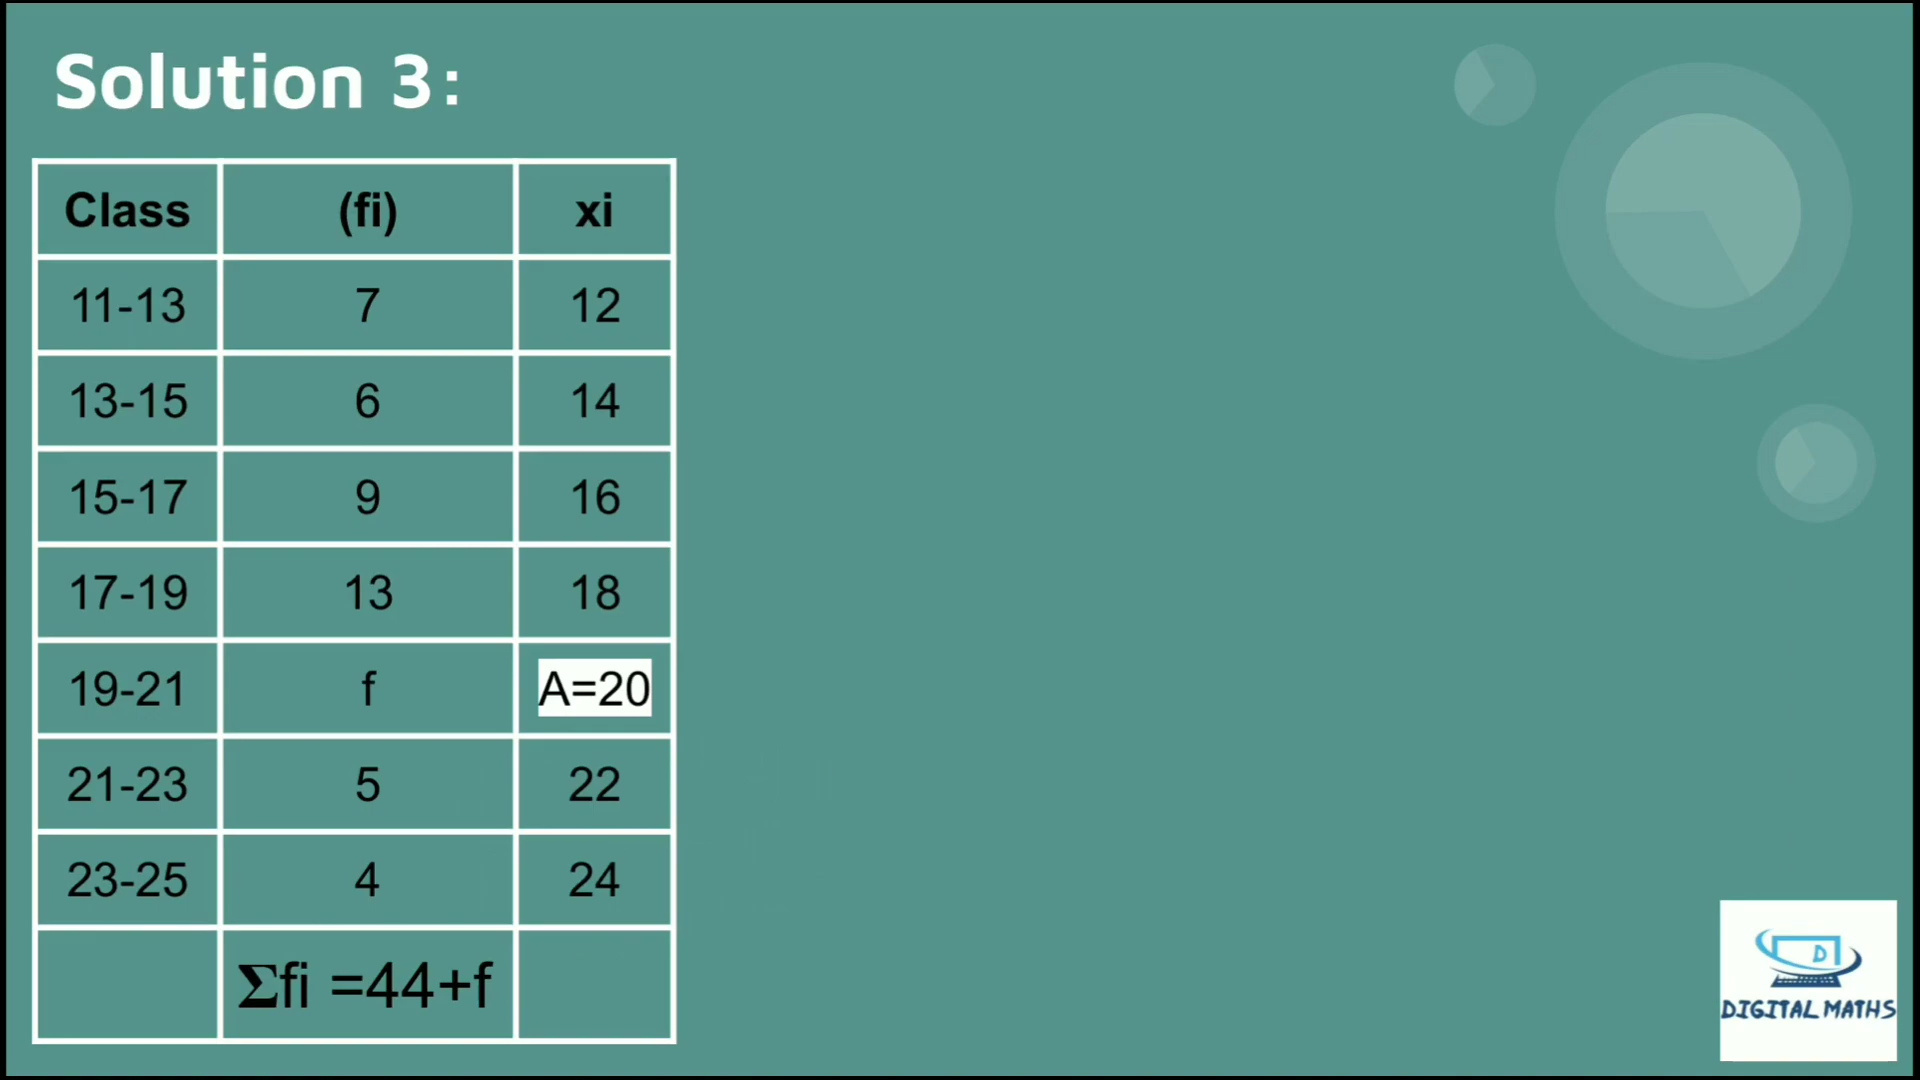 Solution 3:
Class (fi) xi
11-13 7 12
13-15 6 14
15-17 9 16
17-19 13 18
19-21 f A=20
21-23 5 22
23-25 4 24
Σfi =44+f
D
DIGITAL MATHS